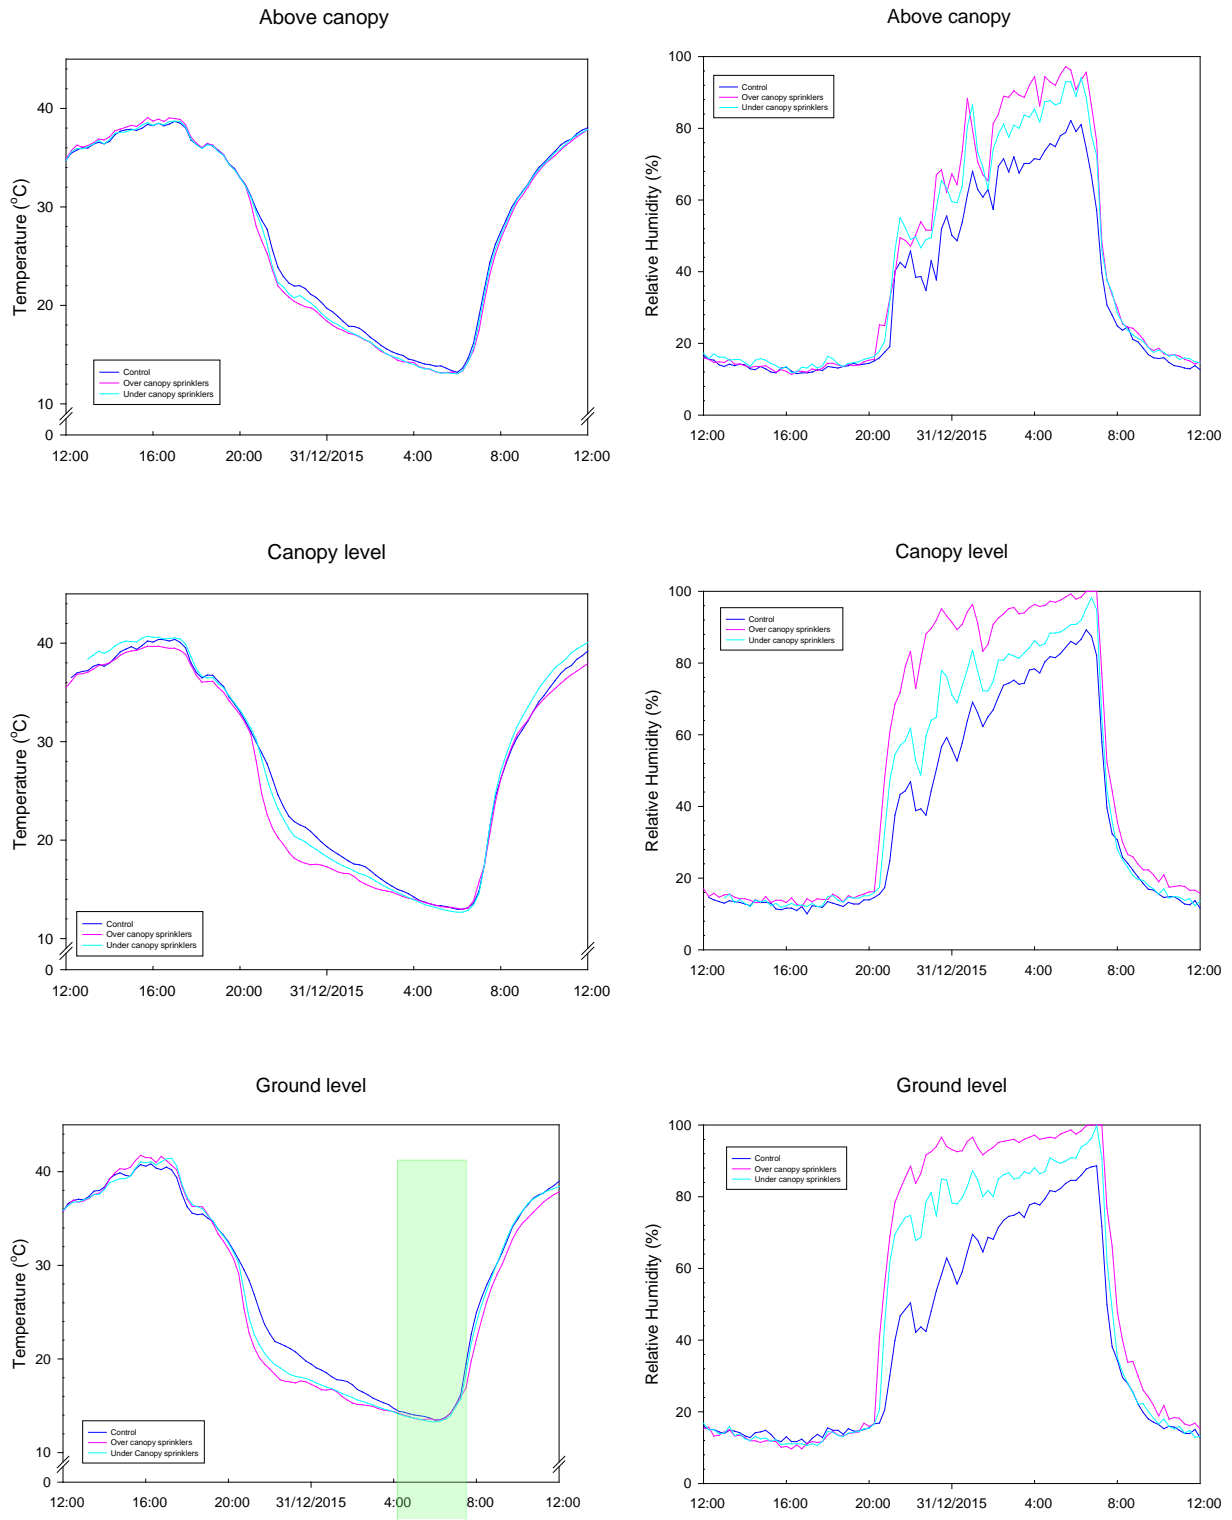 Above canopy
Temperature (°C)
40
30
20
10
0
Control
Over canopy sprinklers
Under canopy sprinklers
12:00 16:00 20:00 31/12/2015 4:00 8:00 12:00
Above canopy
Relative Humidity (%)
100
80
60
40
20
0
Control
Over canopy sprinklers
Under canopy sprinklers
12:00 16:00 20:00 31/12/2015 4:00 8:00 12:00
Canopy level
Temperature (°C)
40
30
20
10
0
Control
Over canopy sprinklers
Under canopy sprinklers
12:00 16:00 20:00 31/12/2015 4:00 8:00 12:00
Canopy level
Relative Humidity (%)
100
80
60
40
20
0
Control
Over canopy sprinklers
Under canopy sprinklers
12:00 16:00 20:00 31/12/2015 4:00 8:00 12:00
Ground level
Temperature (°C)
40
30
20
10
0
Control
Over canopy sprinklers
Under Canopy sprinklers
12:00 16:00 20:00 31/12/2015 4:00 8:00 12:00
Ground level
Relative Humidity (%)
100
80
60
40
20
0
Control
Over canopy sprinklers
Under canopy sprinklers
12:00 16:00 20:00 31/12/2015 4:00 8:00 12:00